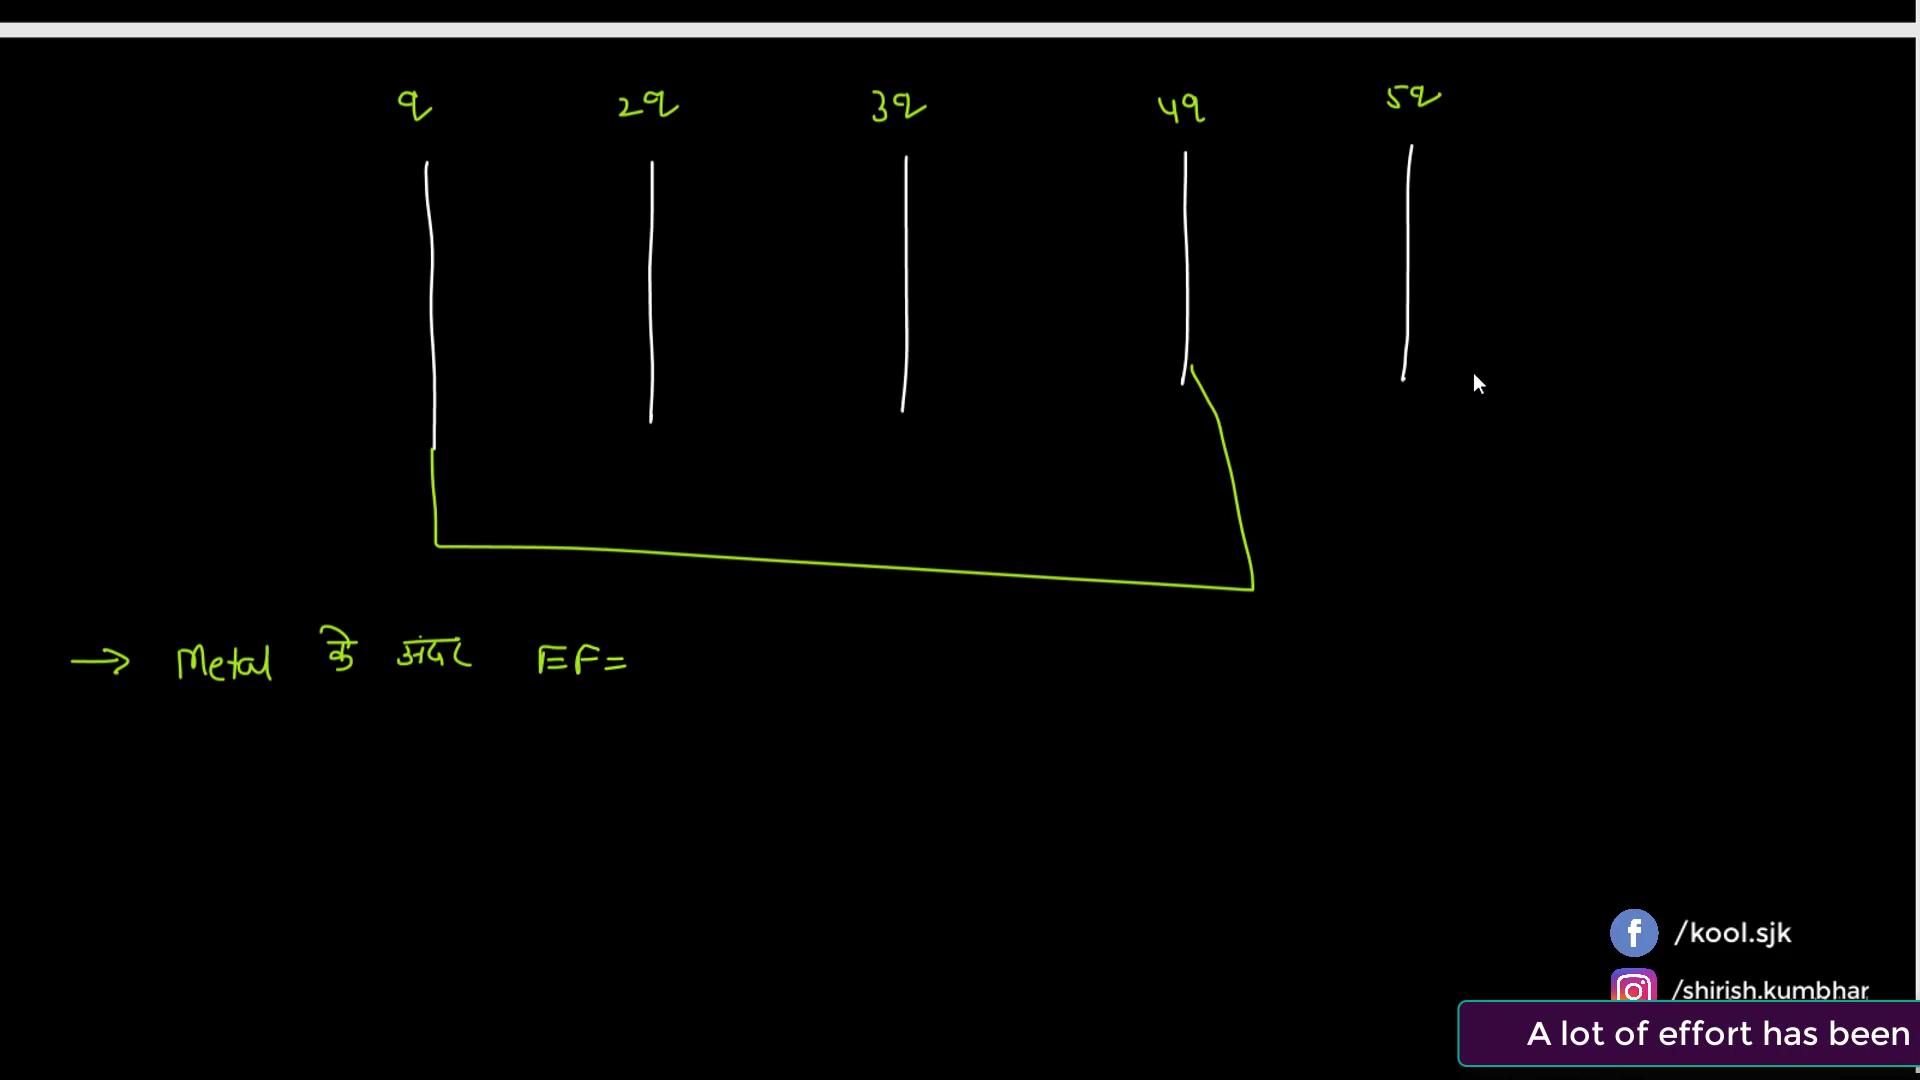 q 2q 3q 4q 5q
→ Metal के अंदर EF=
/kool.sjk
/shirish.kumbhar
A lot of effort has been